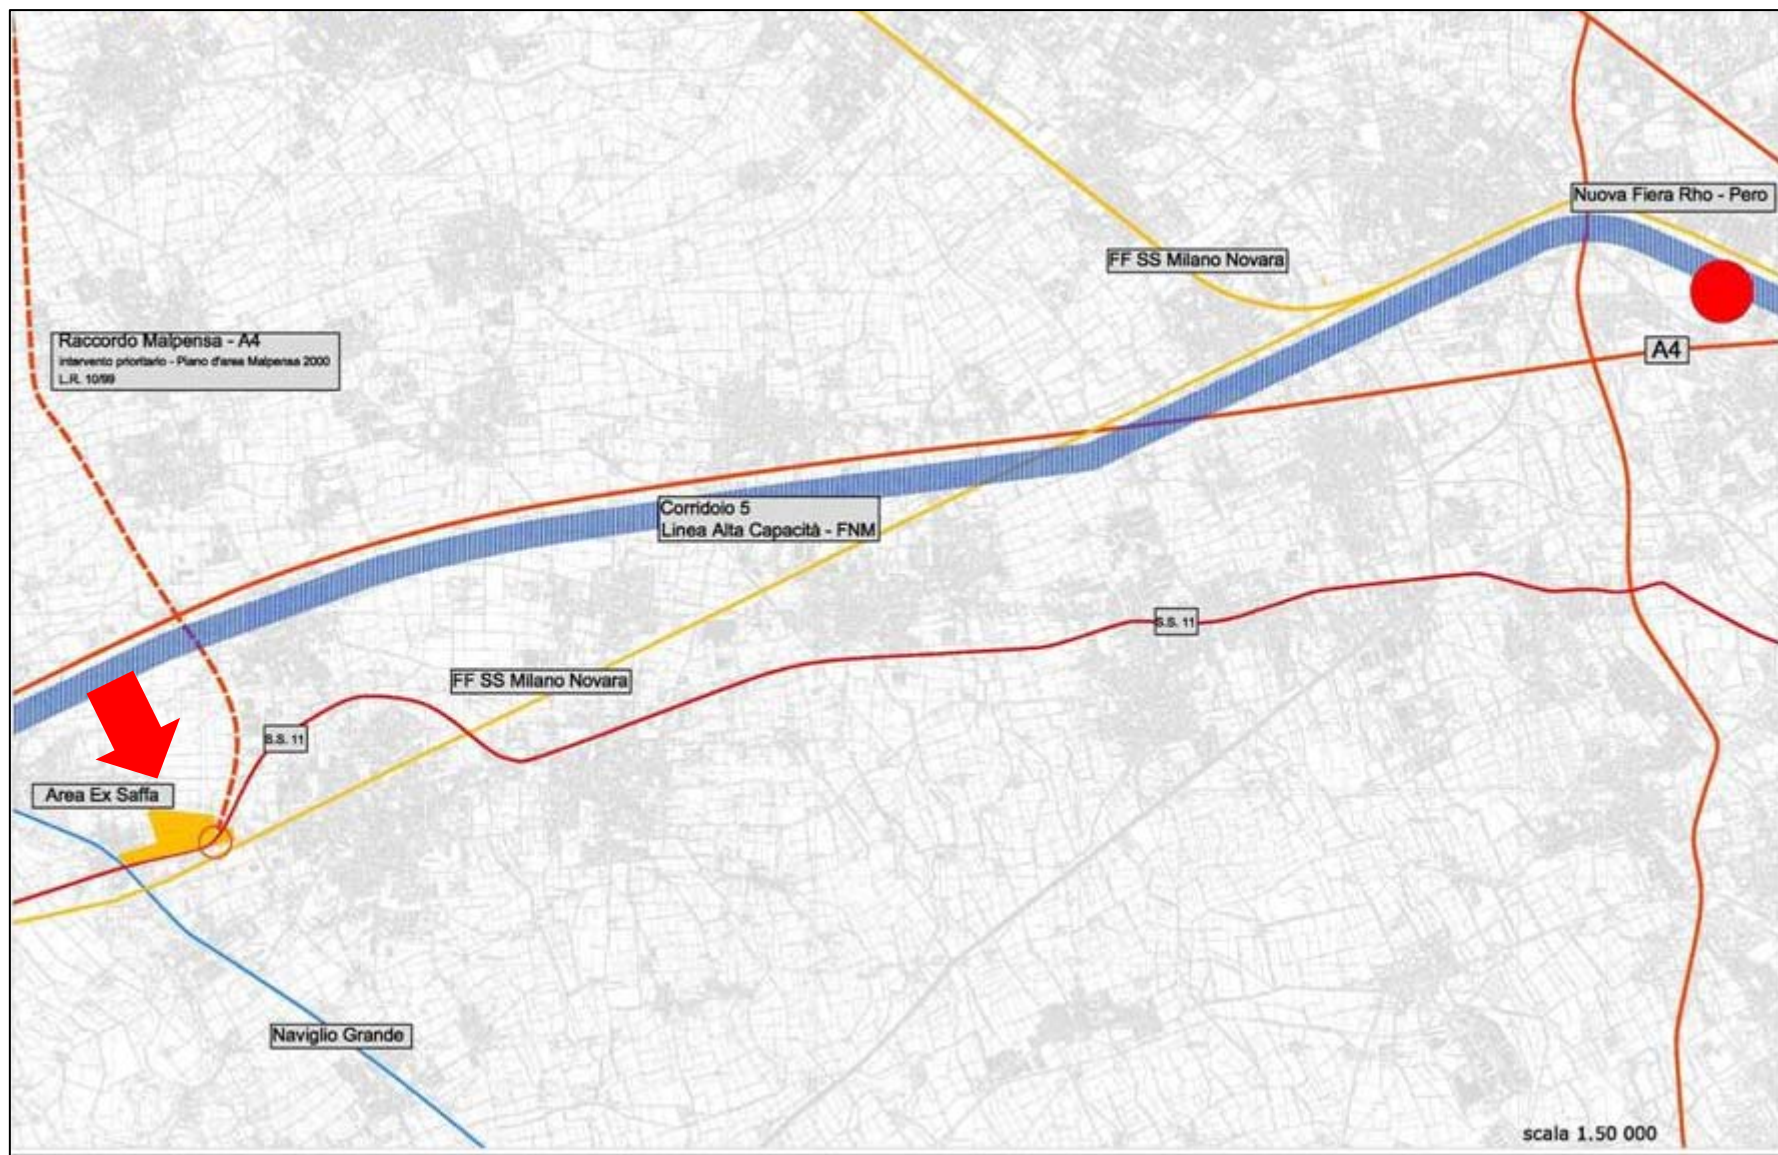 Nuova Fiera Rho - Pero
FF SS Milano Novara
Raccordo Malpensa - A4
intervento prioritario - Piano d'area Malpensa 2000
L.R. 10/99
A4
Corridoio 5
Linea Alta Capacità - FNM
S.S. 11
FF SS Milano Novara
S.S. 11
Area Ex Saffa
Naviglio Grande
scala 1.50 000